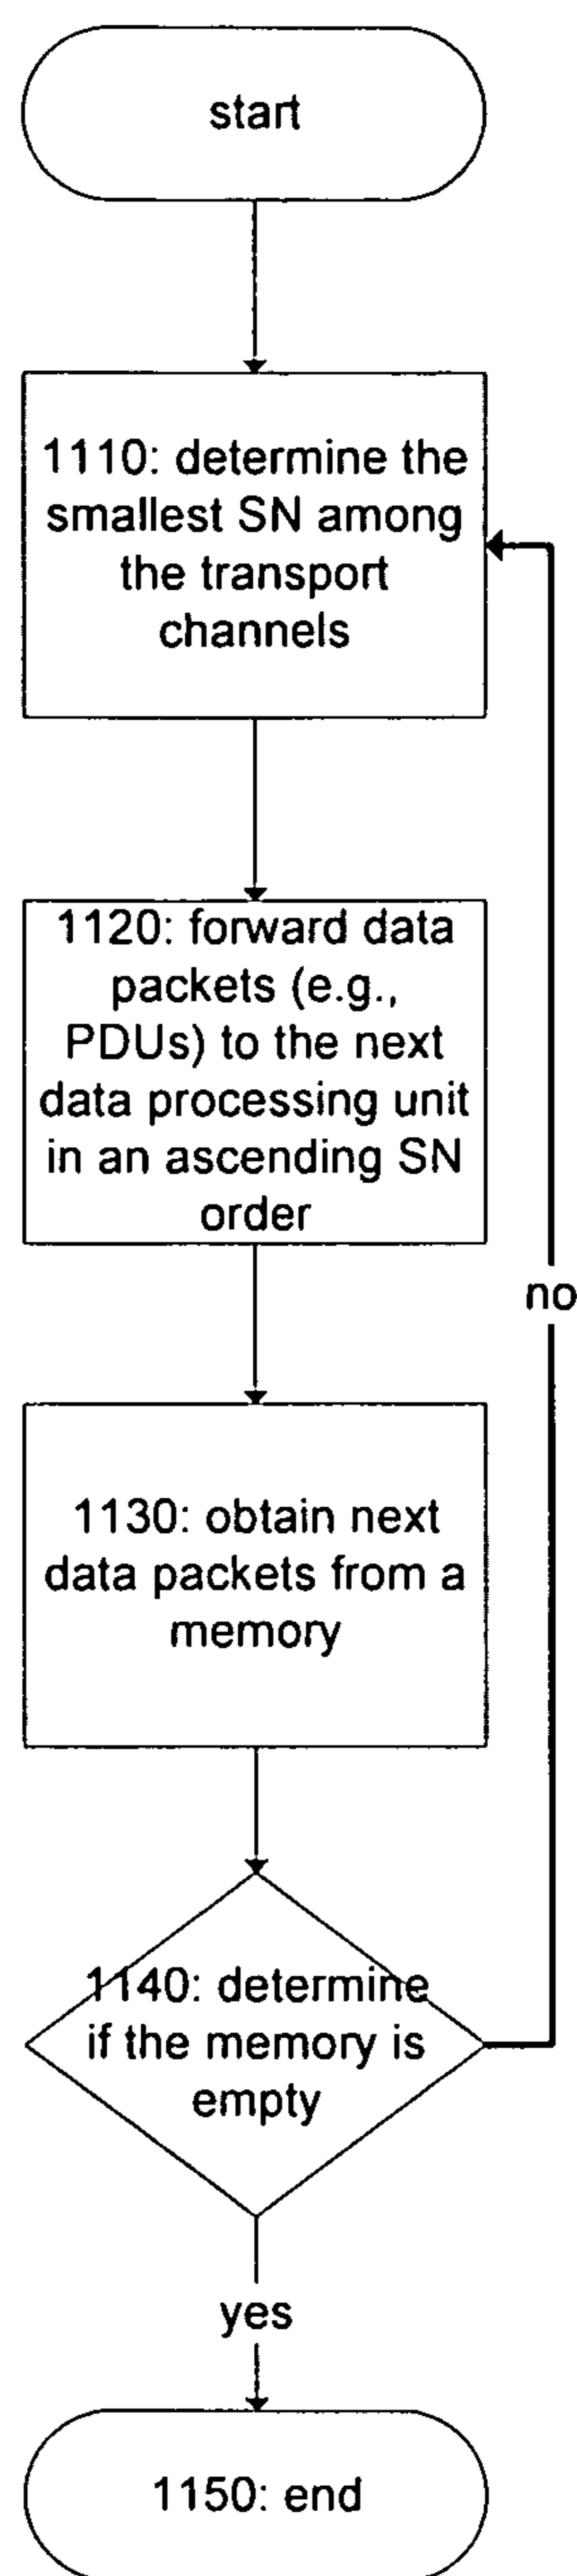 start
1110: determine the
smallest SN among
the transport
channels
1120: forward data
packets (e.g.,
PDUs) to the next
data processing unit
in an ascending SN
order
no
1130: obtain next
data packets from a
memory
1140: determine
if the memory is
empty
yes
1150: end